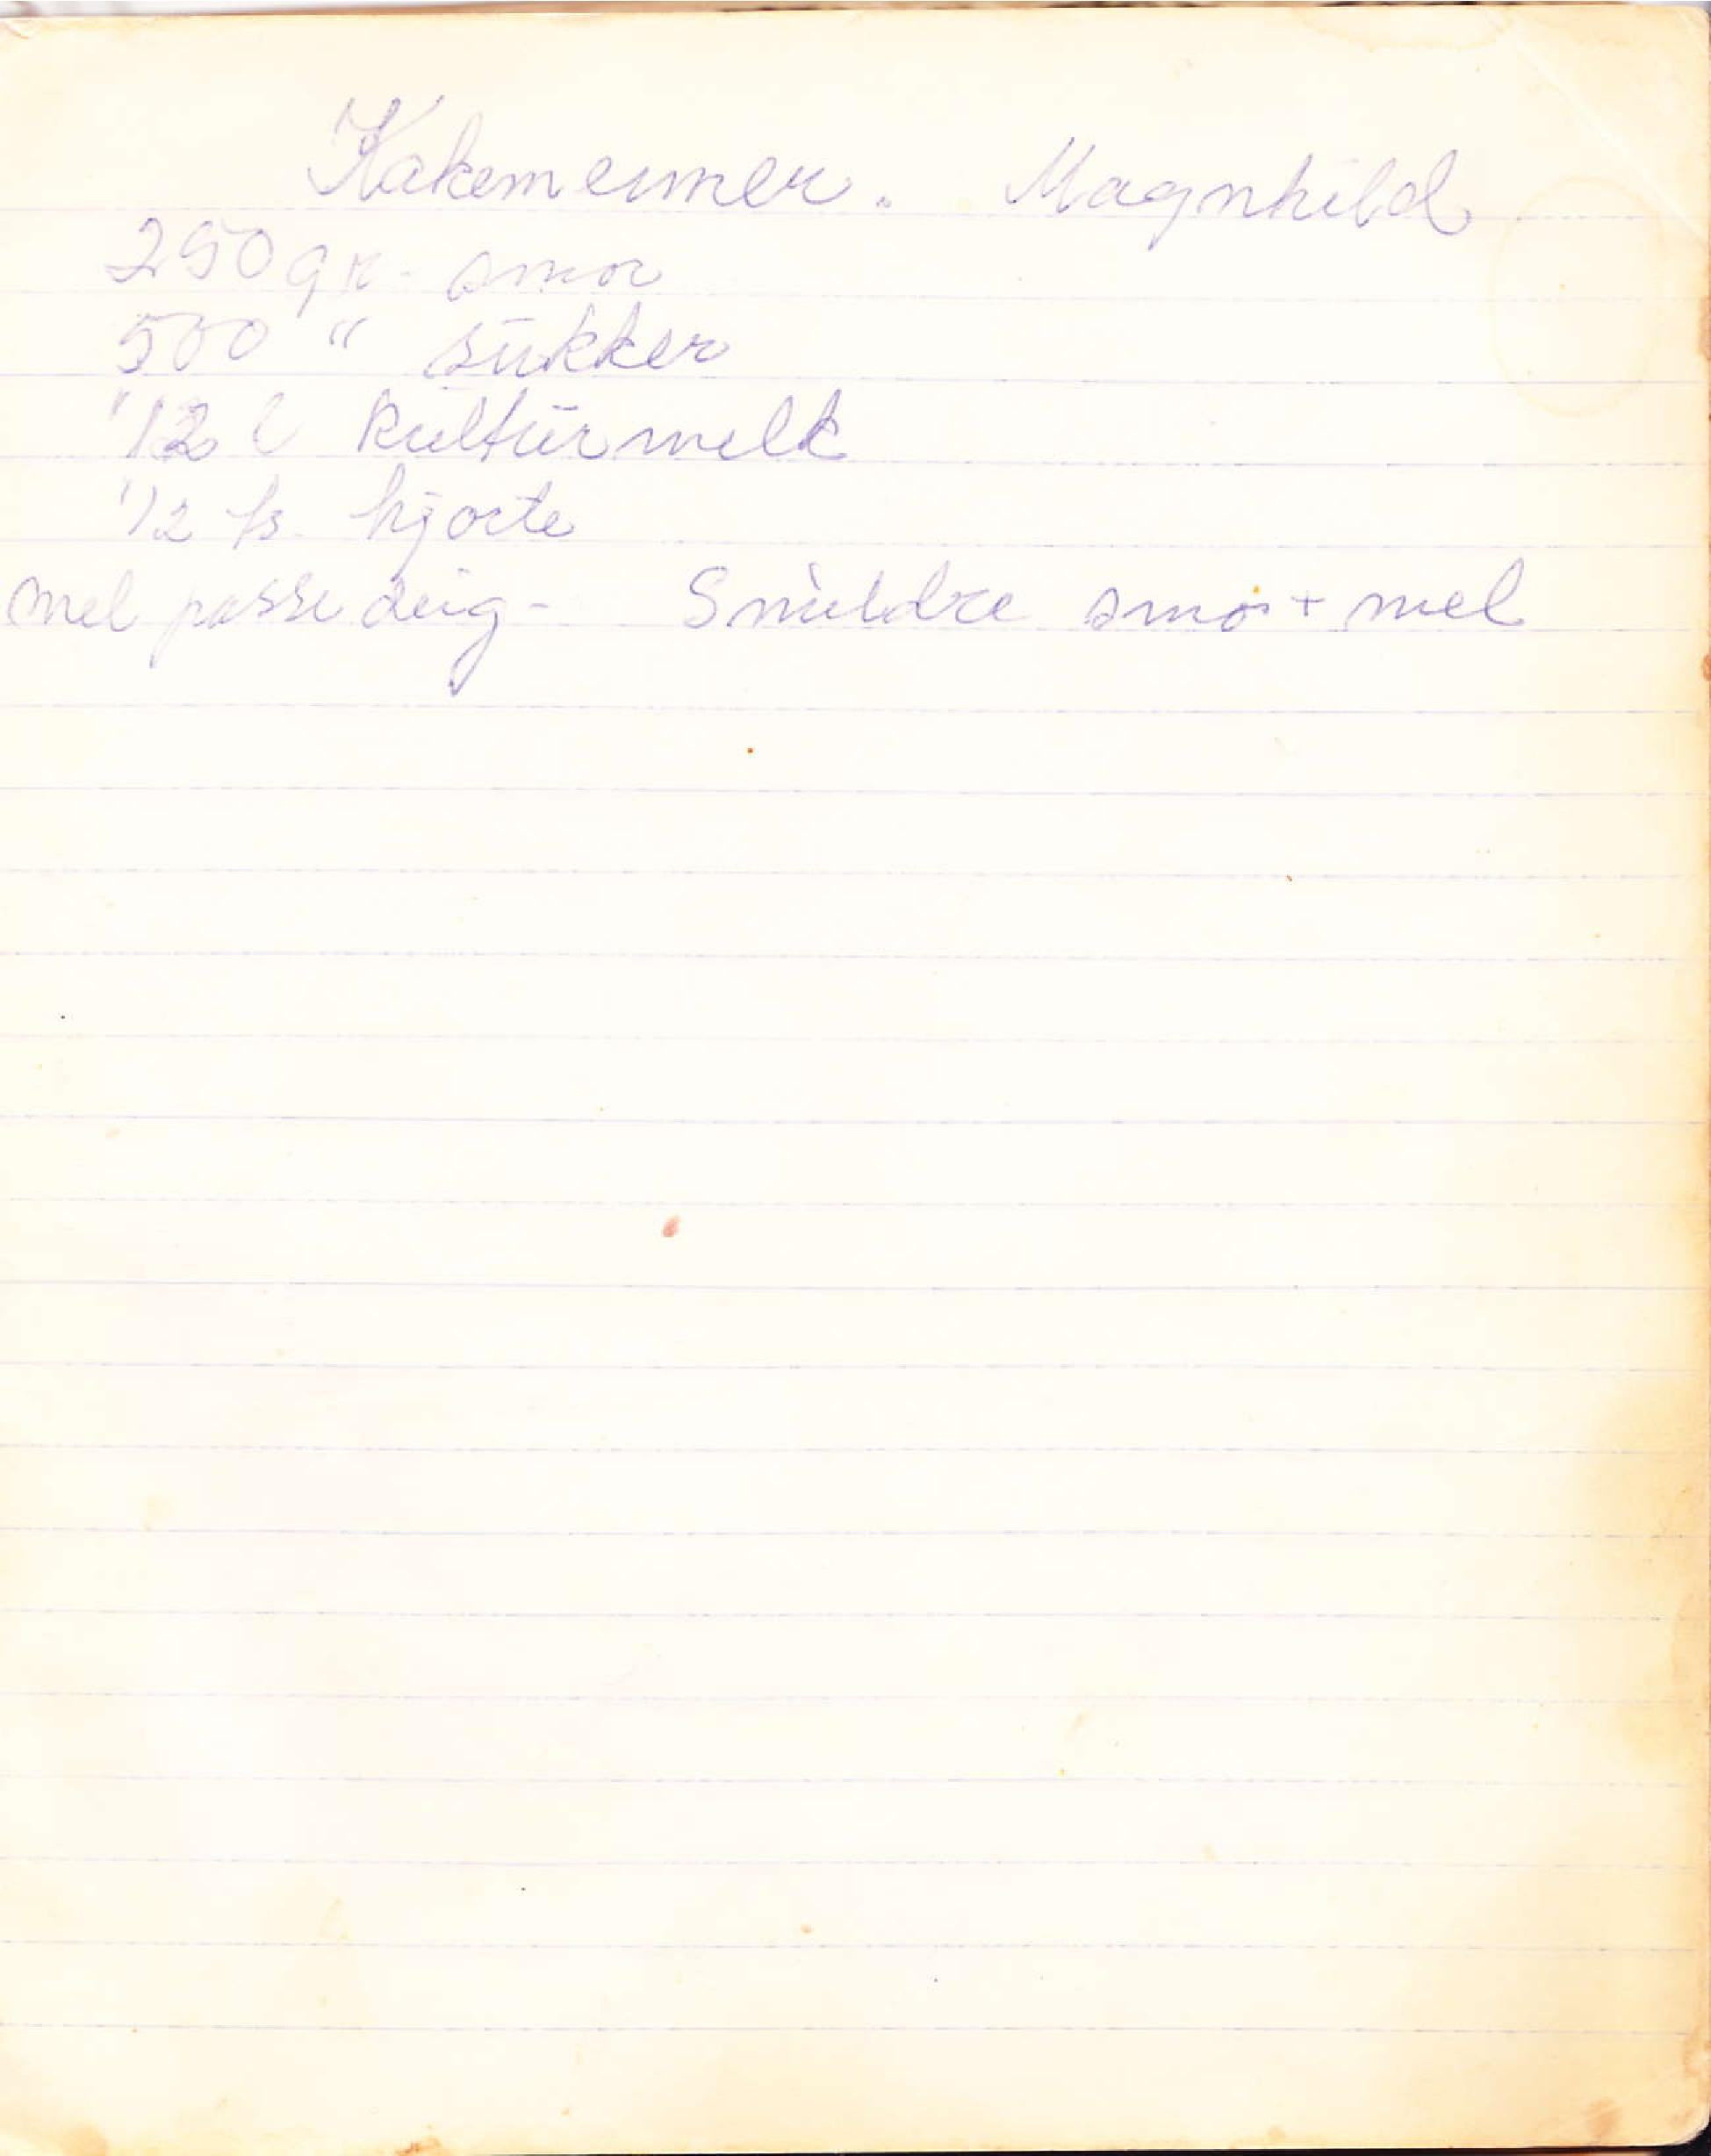 Kakemenner. Magnhild
250 gr. smør
500 " sukker
1/2 l kulturmelk
1/2 ts. hjorte
mel passe deig - Smuldre smør + mel